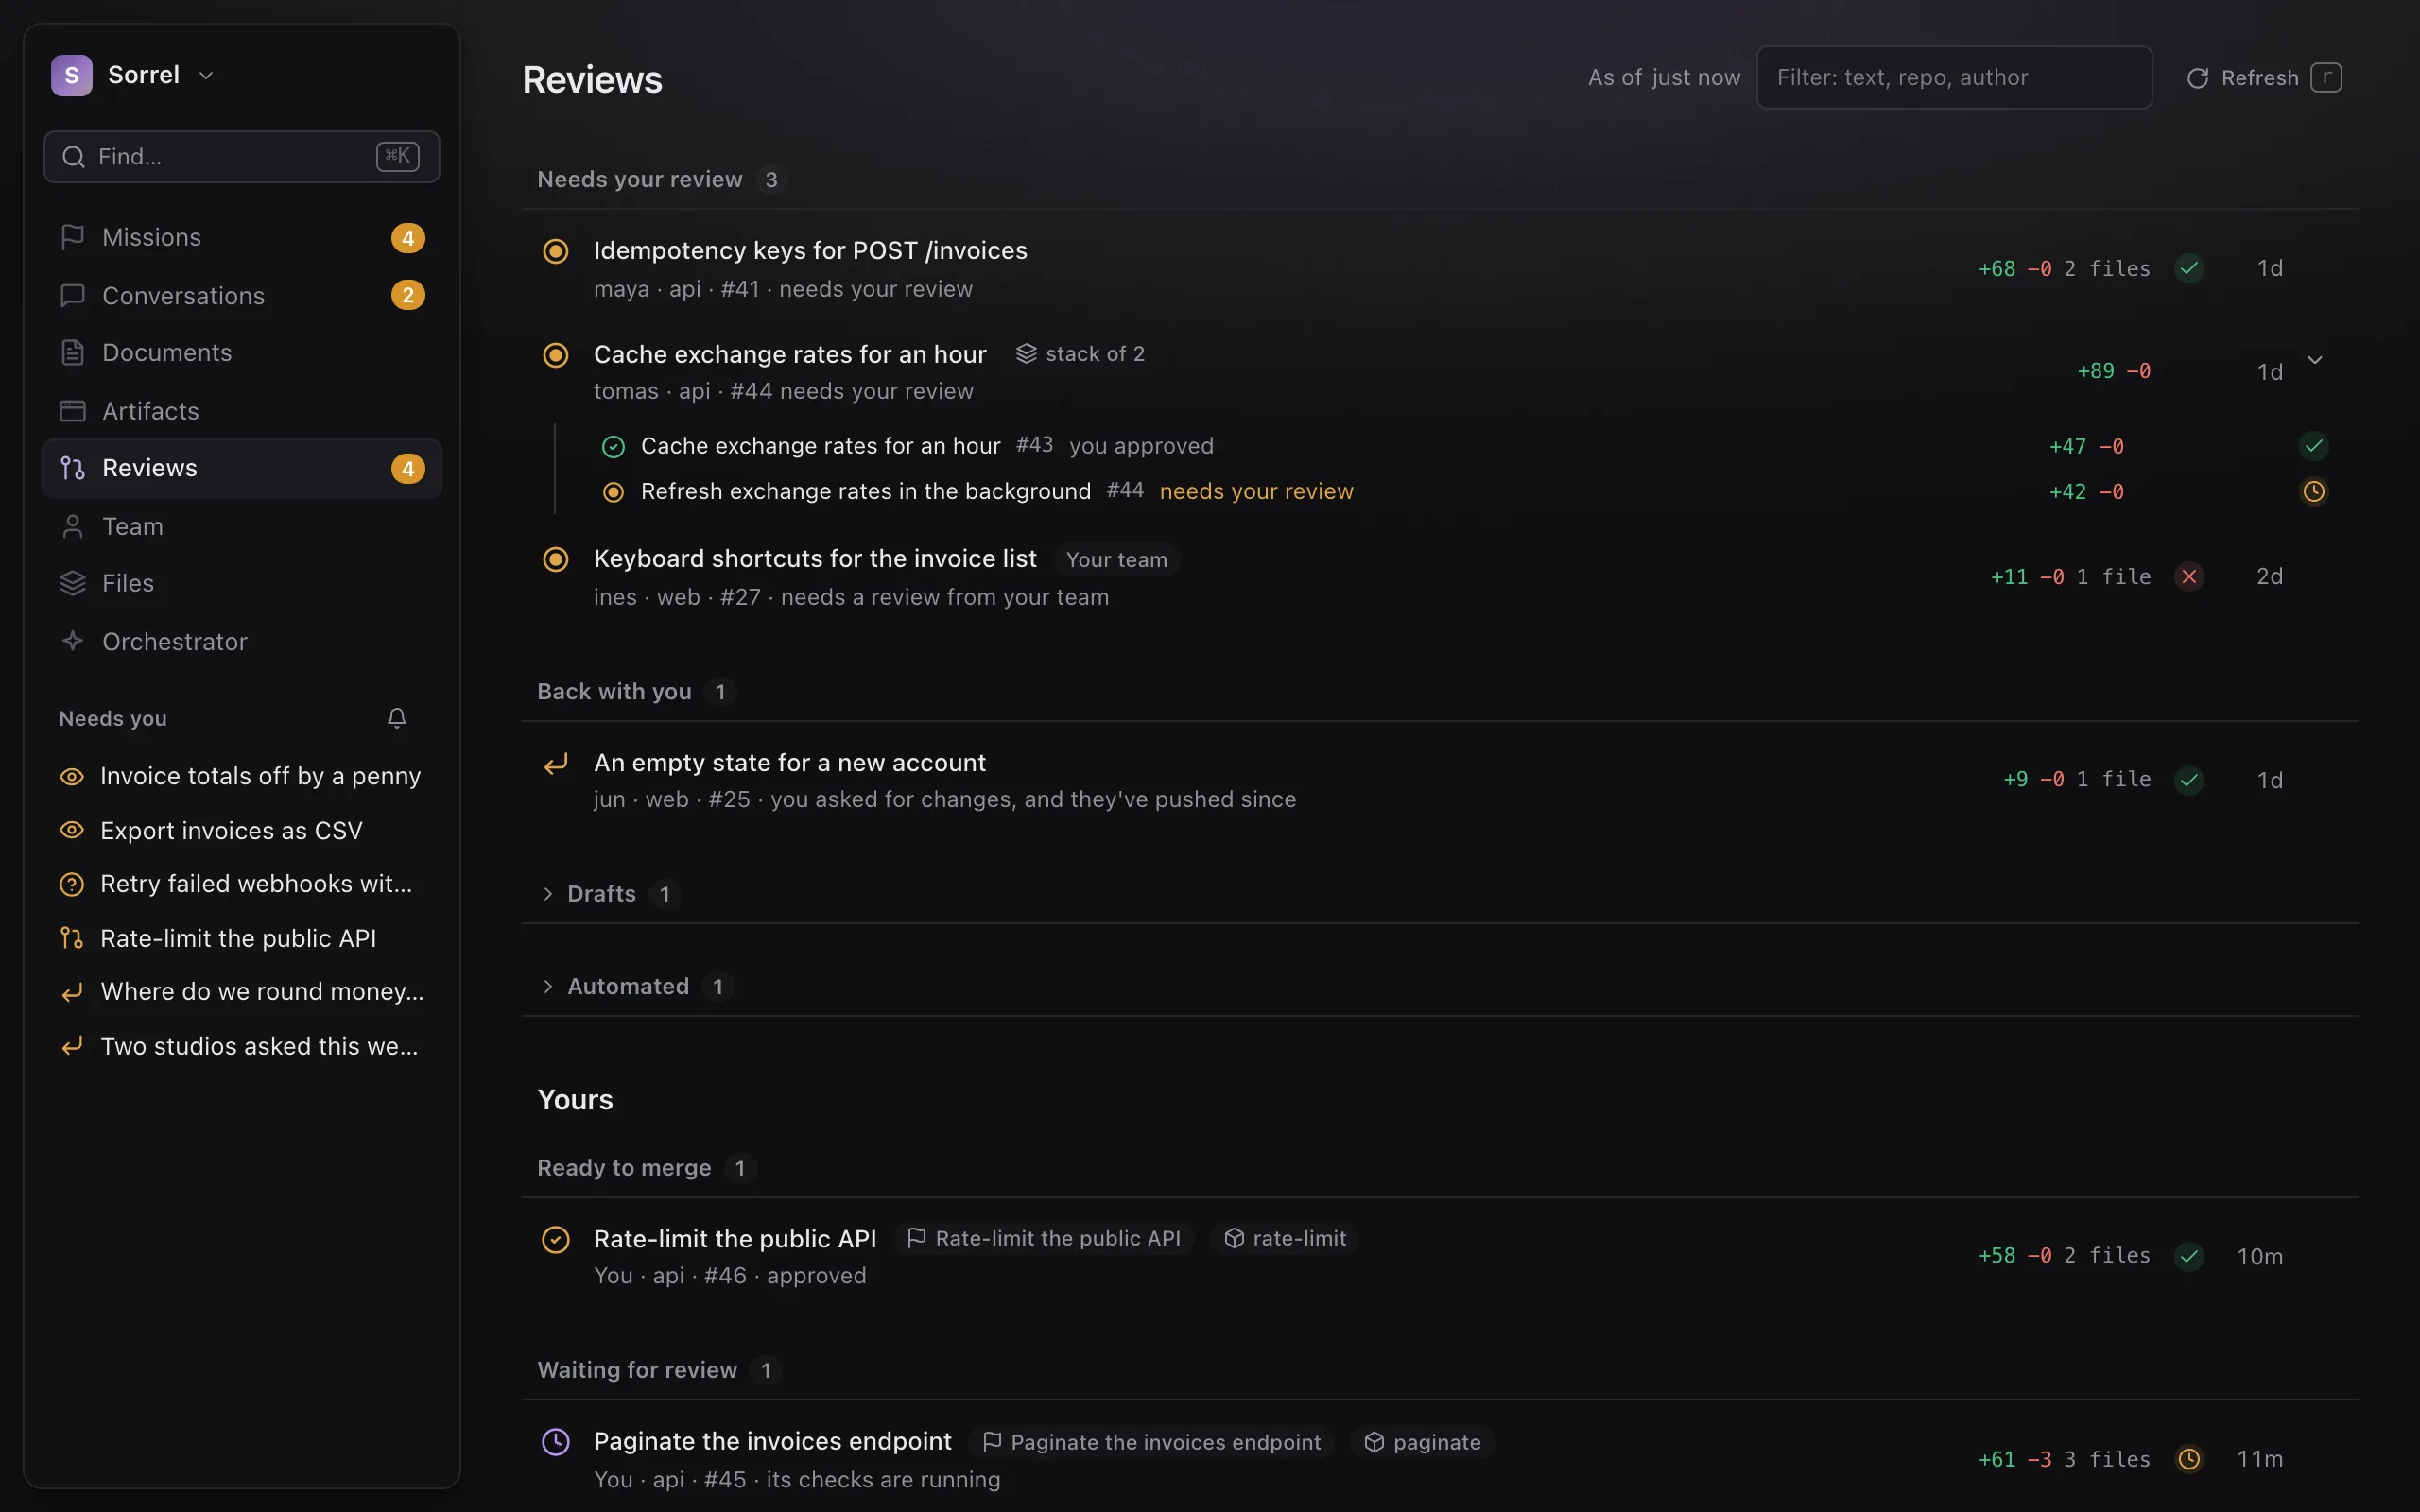 S Sorrel
Find... ⌘K
Missions 4
Conversations 2
Documents
Artifacts
Reviews 4
Team
Files
Orchestrator
Needs you
Invoice totals off by a penny
Export invoices as CSV
Retry failed webhooks wit...
Rate-limit the public API
Where do we round money...
Two studios asked this we...
Reviews
As of just now
Filter: text, repo, author
Refresh r
Needs your review 3
Idempotency keys for POST /invoices
maya · api · #41 · needs your review
+68 −0 2 files 1d
Cache exchange rates for an hour stack of 2
tomas · api · #44 needs your review
+89 −0 1d
Cache exchange rates for an hour #43 you approved +47 −0
Refresh exchange rates in the background #44 needs your review +42 −0
Keyboard shortcuts for the invoice list Your team
ines · web · #27 · needs a review from your team
+11 −0 1 file 2d
Back with you 1
An empty state for a new account
jun · web · #25 · you asked for changes, and they've pushed since
+9 −0 1 file 1d
Drafts 1
Automated 1
Yours
Ready to merge 1
Rate-limit the public API Rate-limit the public API rate-limit
You · api · #46 · approved
+58 −0 2 files 10m
Waiting for review 1
Paginate the invoices endpoint Paginate the invoices endpoint paginate
You · api · #45 · its checks are running
+61 −3 3 files 11m